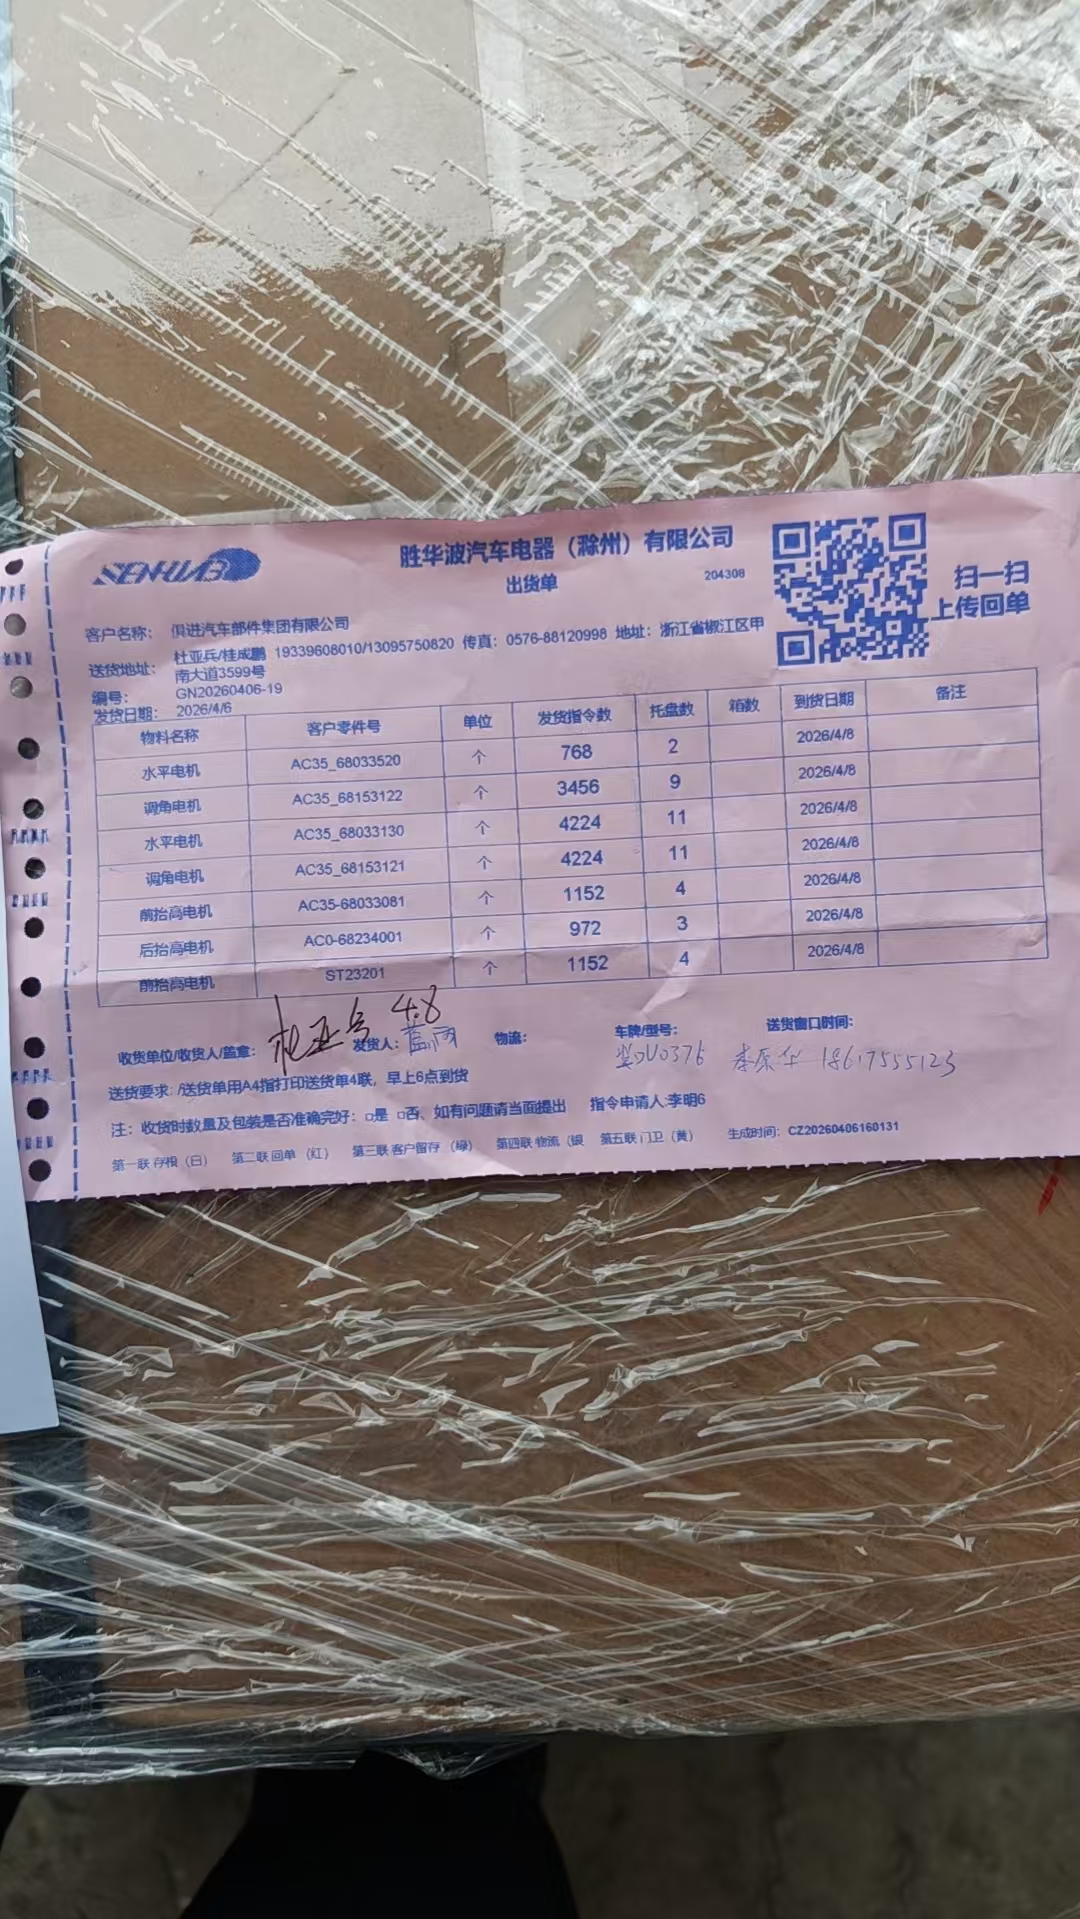 SENHWAB
胜华波汽车电器（滁州）有限公司
出货单
204308
扫一扫
上传回单
客户名称： 俱进汽车部件集团有限公司
送货地址： 杜亚兵/桂成鹏 19339608010/13095750820 传真：0576-88120998 地址：浙江省椒江区甲
南大道3599号
编号： GN20260406-19
发货日期： 2026/4/6
物料名称 客户零件号 单位 发货指令数 托盘数 箱数 到货日期 备注
水平电机 AC35_68033520 个 768 2 2026/4/8
调角电机 AC35_68153122 个 3456 9 2026/4/8
水平电机 AC35_68033130 个 4224 11 2026/4/8
调角电机 AC35_68153121 个 4224 11 2026/4/8
前抬高电机 AC35-68033081 个 1152 4 2026/4/8
后抬高电机 AC0-68234001 个 972 3 2026/4/8
前抬高电机 ST23201 个 1152 4 2026/4/8
收货单位/收货人/盖章： 杜亚兵 4.8 发货人： 物流： 车牌/型号： 送货窗口时间：
18617555123
送货要求：/送货单用A4指打印送货单4联，早上6点到货
注：收货时数量及包装是否准确完好：□是 □否、如有问题请当面提出 指令申请人:李明6
第一联 存根（白） 第二联 回单 （红） 第三联 客户留存 （绿） 第四联 物流（银 第五联 门卫（黄） 生成时间：CZ20260406160131